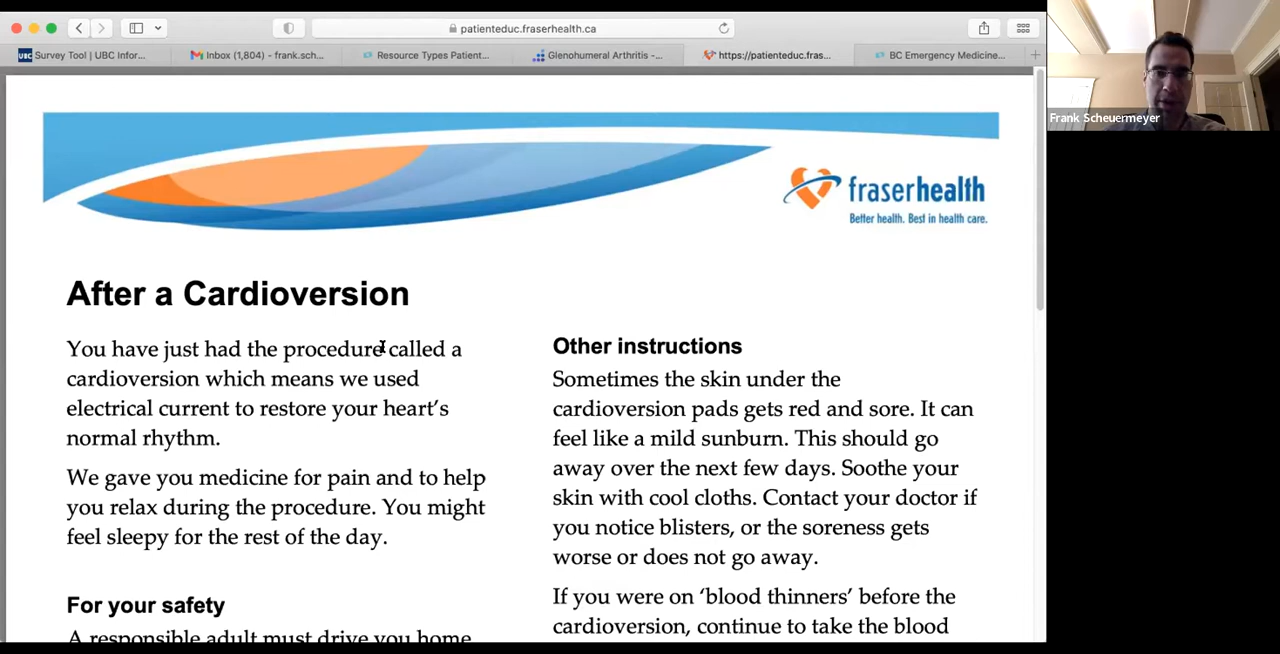 patienteduc.fraserhealth.ca
Survey Tool | UBC Infor...
Inbox (1,804) - frank.sch...
Resource Types Patient...
Glenohumeral Arthritis -...
https://patienteduc.fras...
BC Emergency Medicine...
Frank Scheuermeyer
fraserhealth
Better health. Best in health care.
After a Cardioversion
You have just had the procedure called a
cardioversion which means we used
electrical current to restore your heart's
normal rhythm.
We gave you medicine for pain and to help
you relax during the procedure. You might
feel sleepy for the rest of the day.
For your safety
A responsible adult must drive you home
Other instructions
Sometimes the skin under the
cardioversion pads gets red and sore. It can
feel like a mild sunburn. This should go
away over the next few days. Soothe your
skin with cool cloths. Contact your doctor if
you notice blisters, or the soreness gets
worse or does not go away.
If you were on 'blood thinners' before the
cardioversion, continue to take the blood